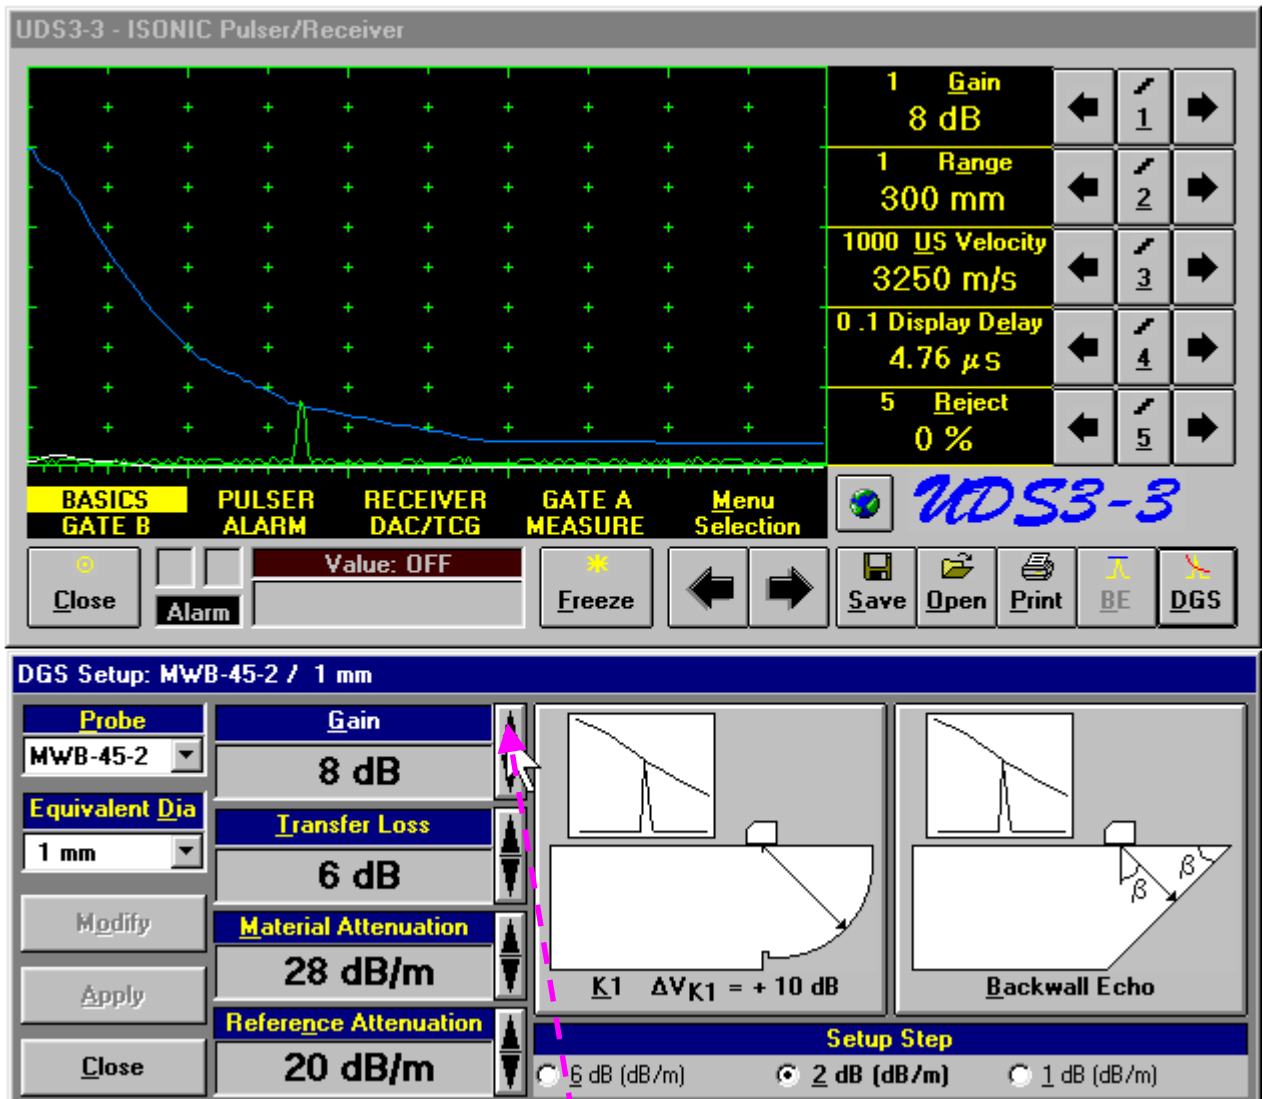 UDS3-3 - ISONIC Pulser/Receiver
1 Gain
8 dB
1
1 Range
300 mm
2
1000 US Velocity
3250 m/s
3
0 .1 Display Delay
4.76 µs
4
5 Reject
0 %
5
BASICS PULSER RECEIVER GATE A Menu
GATE B ALARM DAC/TCG MEASURE Selection
UDS3-3
Close
Alarm
Value: OFF
Freeze
Save Open Print BE DGS
DGS Setup: MWB-45-2 / 1 mm
Probe
MWB-45-2
Equivalent Dia
1 mm
Modify
Apply
Close
Gain
8 dB
Transfer Loss
6 dB
Material Attenuation
28 dB/m
Reference Attenuation
20 dB/m
K1 ΔVK1 = + 10 dB
β β
Backwall Echo
Setup Step
6 dB (dB/m) 2 dB (dB/m) 1 dB (dB/m)